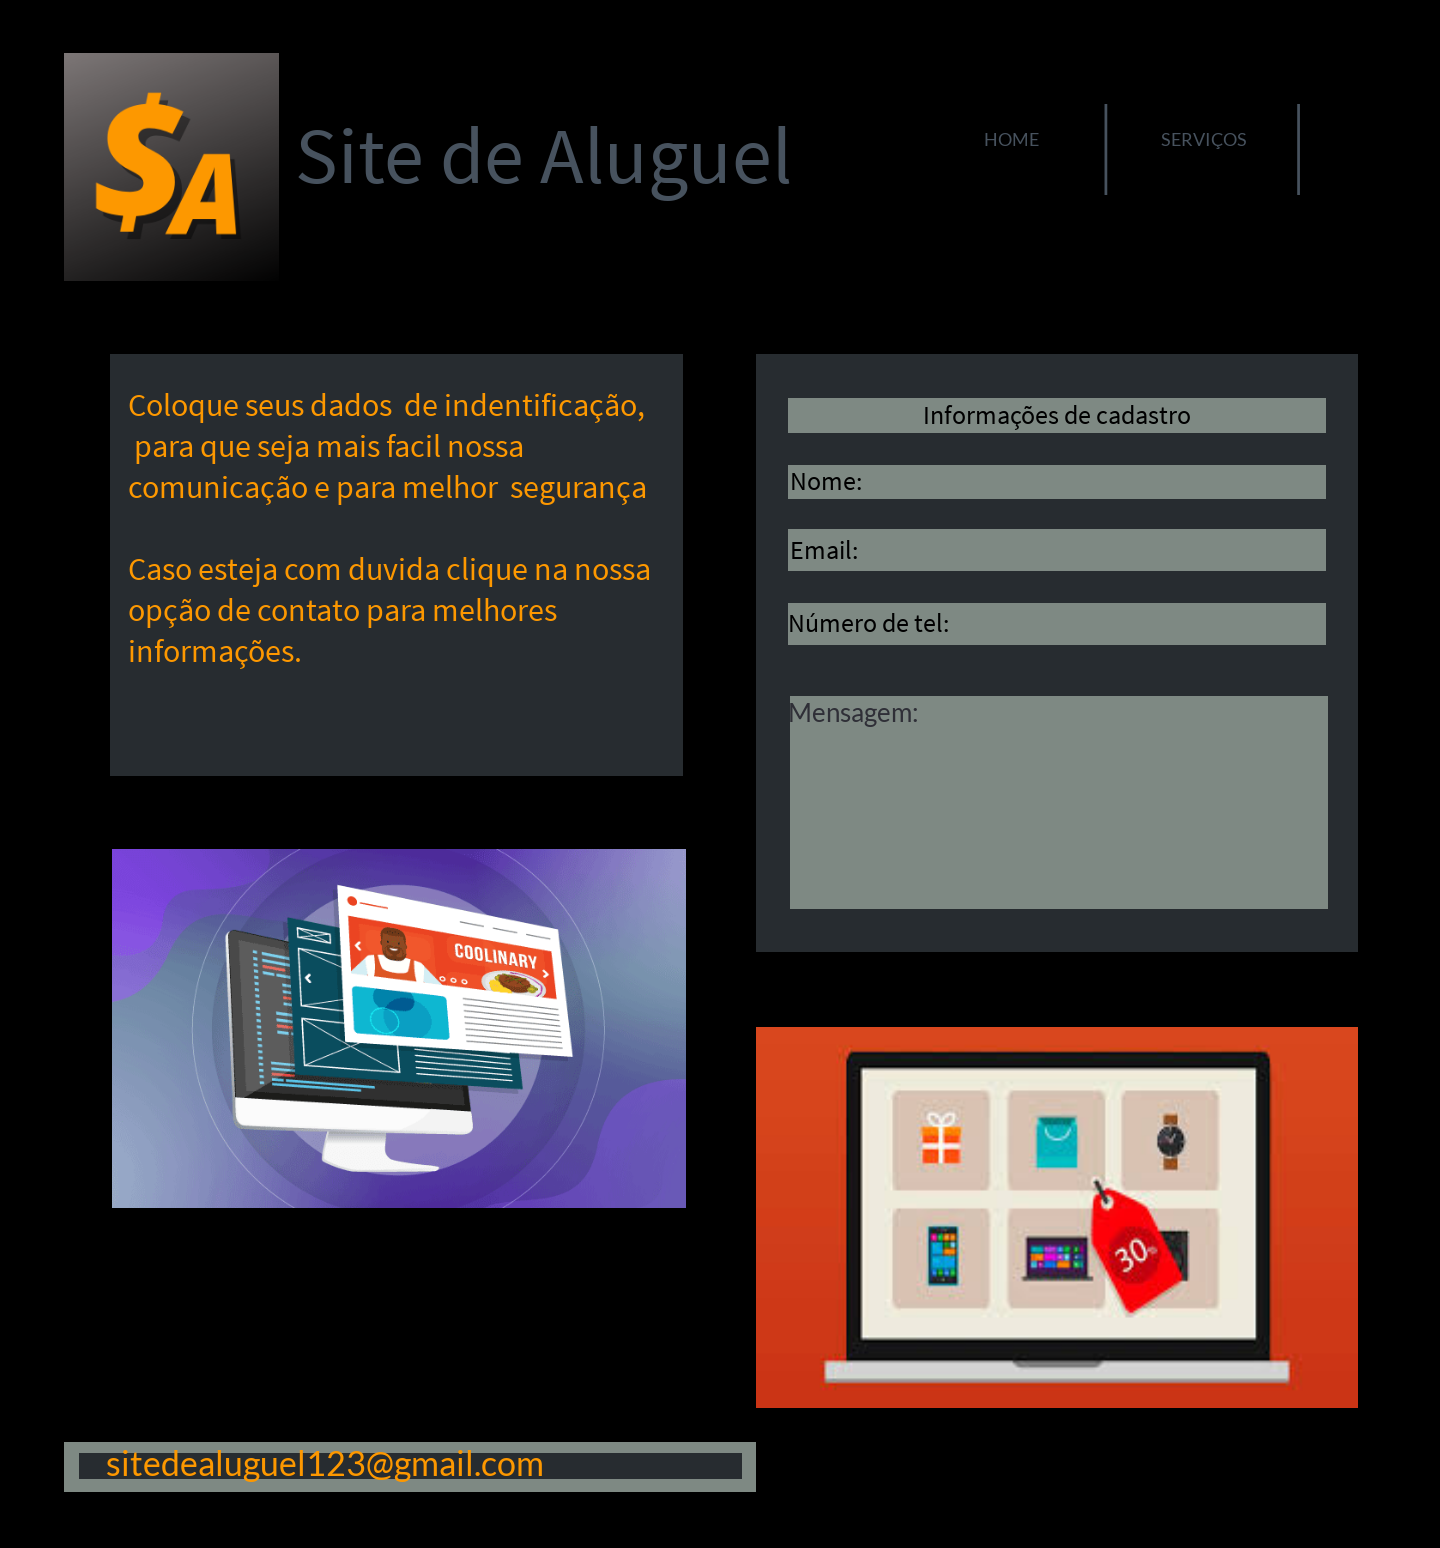 $A
Site de Aluguel
HOME
SERVIÇOS
Coloque seus dados  de indentificação,
para que seja mais facil nossa
comunicação e para melhor  segurança
Caso esteja com duvida clique na nossa
opção de contato para melhores
informações.
Informações de cadastro
Nome:
Email:
Número de tel:
Mensagem:
COOLINARY
30%
sitedealuguel123@gmail.com